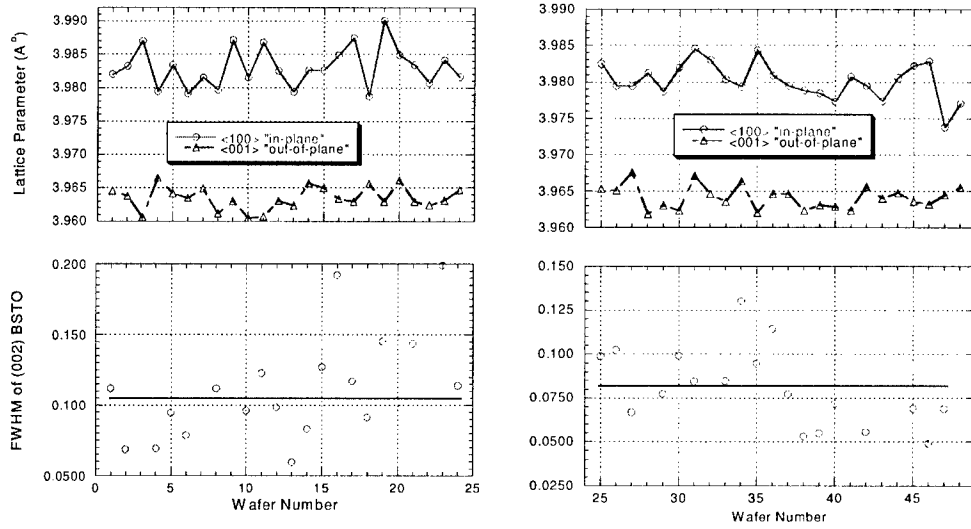 Lattice Parameter (A°)
3.990
3.985
3.980
3.975
3.970
3.965
3.960
<100> "in-plane"
<001> "out-of-plane"
3.990
3.985
3.980
3.975
3.970
3.965
3.960
<100> "in-plane"
<001> "out-of-plane"
FWHM of (002) BSTO
0.200
0.150
0.100
0.0500
0 5 10 15 20 25
Wafer Number
0.150
0.125
0.100
0.0750
0.0500
0.0250
25 30 35 40 45
Wafer Number